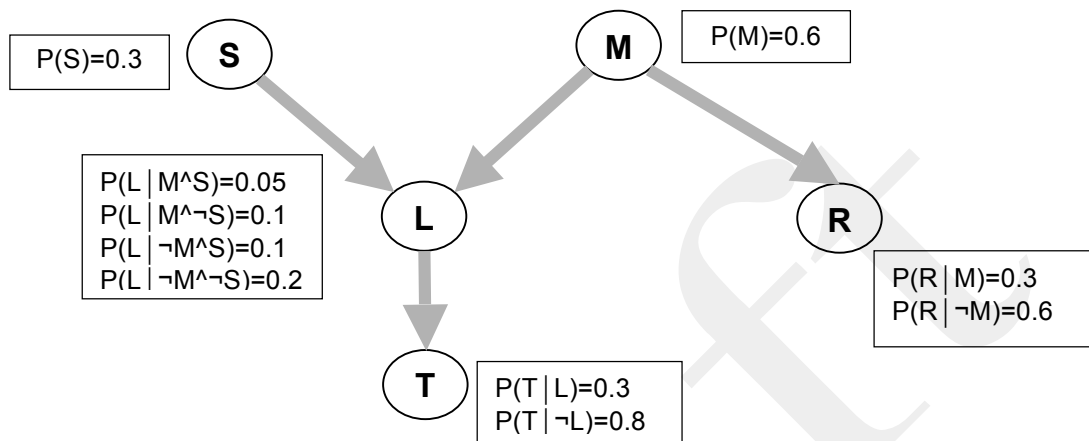 P(S)=0.3
S
M
P(M)=0.6
P(L|M^S)=0.05
P(L|M^¬S)=0.1
P(L|¬M^S)=0.1
P(L|¬M^¬S)=0.2
L
R
P(R|M)=0.3
P(R|¬M)=0.6
T
P(T|L)=0.3
P(T|¬L)=0.8
ft